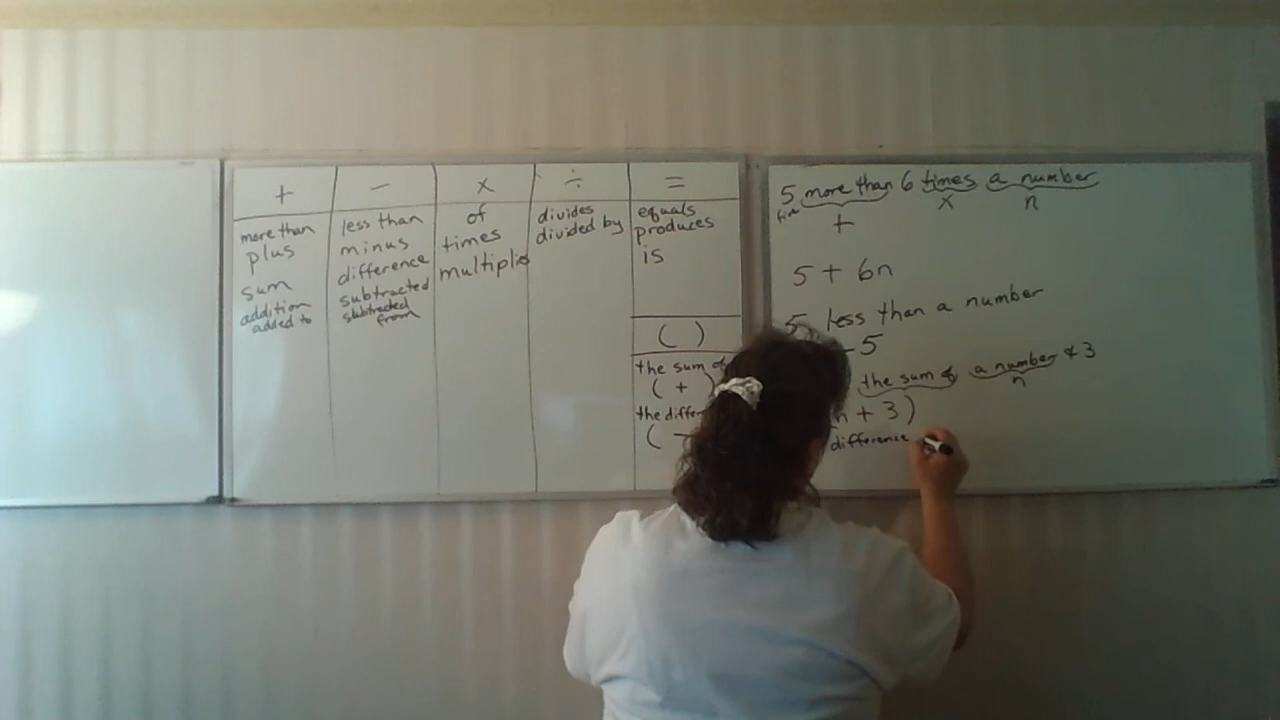 + − x ÷ =
more than
plus
sum
addition
added to
less than
minus
difference
subtracted
subtracted
from
of
times
multiplie
divides
divided by
equals
produces
is
( )
the sum of
( + )
the differ
( −
5 more than 6 times a number
+ x n
5 + 6n
5 less than a number
− 5
the sum of a number & 3
n
n + 3)
difference